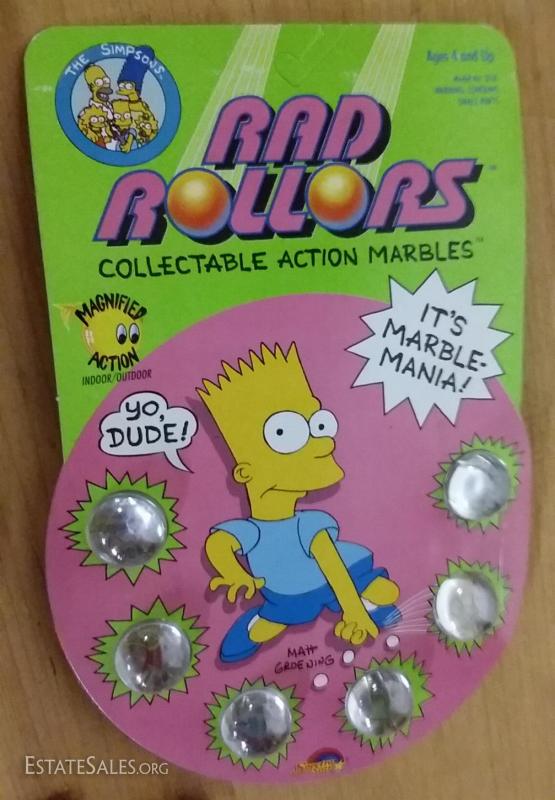 THE SIMPSONS
Ages 4 and Up
RAD
ROLLORS
COLLECTABLE ACTION MARBLES™
MAGNIFIED
ACTION
INDOOR/OUTDOOR
IT'S
MARBLE-
MANIA!
YO,
DUDE!
MATT
GROENING
ESTATESALES.ORG